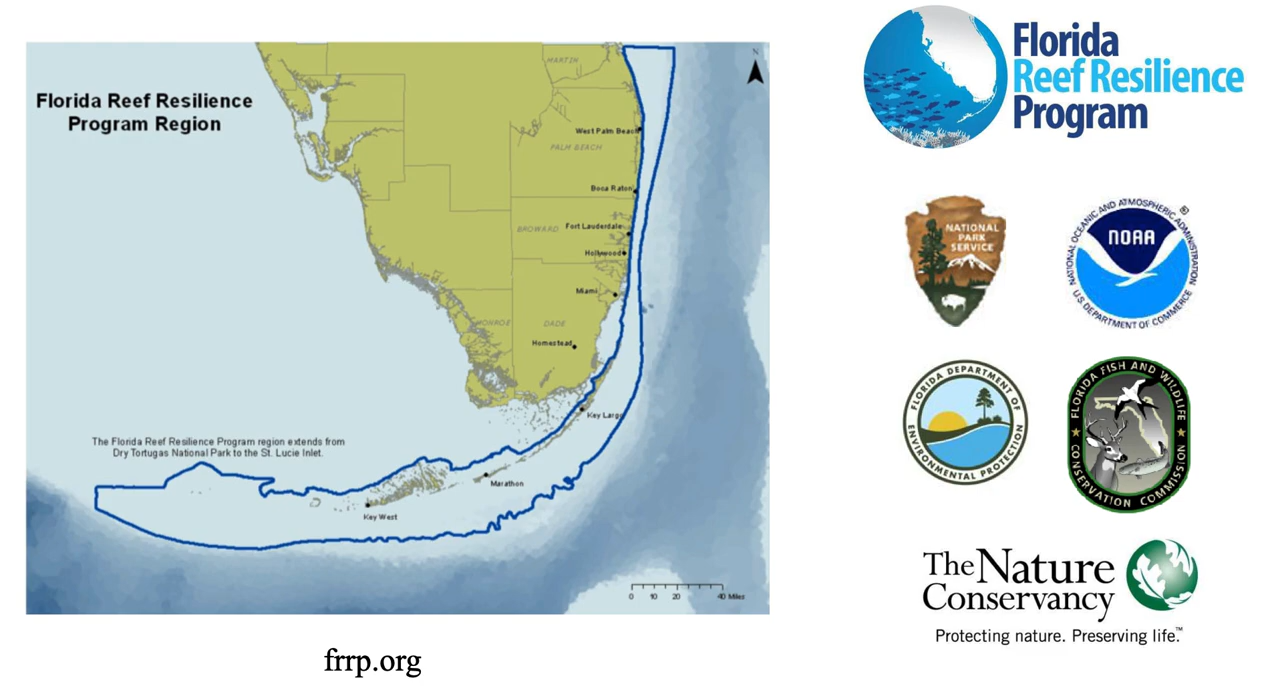 Florida Reef Resilience
Program Region
N
MARTIN
West Palm Beach
PALM BEACH
Boca Raton
BROWARD
Fort Lauderdale
Hollywood
Miami
MONROE
DADE
Homestead
Key Largo
The Florida Reef Resilience Program region extends from
Dry Tortugas National Park to the St. Lucie Inlet.
Marathon
Key West
0 10 20 40 Miles
frrp.org
Florida
Reef Resilience
Program
NATIONAL
PARK
SERVICE
NATIONAL OCEANIC AND ATMOSPHERIC ADMINISTRATION
®
NOAA
U.S. DEPARTMENT OF COMMERCE
FLORIDA DEPARTMENT OF
ENVIRONMENTAL PROTECTION
FLORIDA FISH AND WILDLIFE
CONSERVATION COMMISSION
The Nature
Conservancy
Protecting nature. Preserving life.™